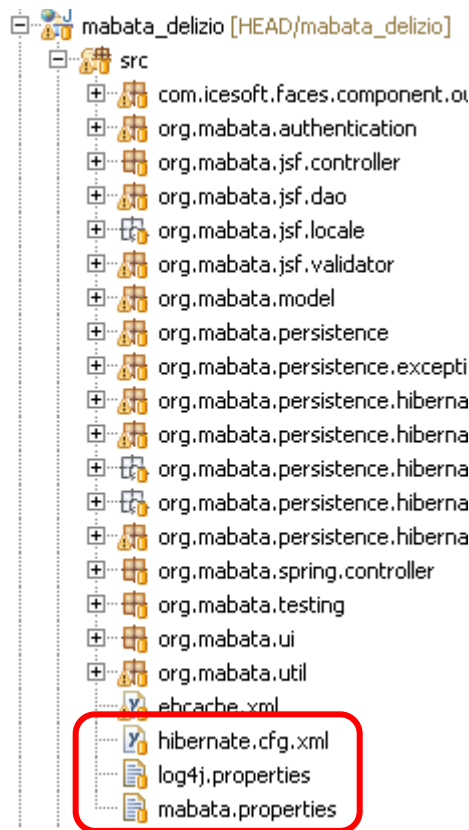 mabata_delizio [HEAD/mabata_delizio]
src
com.icesoft.faces.component.ou
org.mabata.authentication
org.mabata.jsf.controller
org.mabata.jsf.dao
org.mabata.jsf.locale
org.mabata.jsf.validator
org.mabata.model
org.mabata.persistence
org.mabata.persistence.excepti
org.mabata.persistence.hiberna
org.mabata.persistence.hiberna
org.mabata.persistence.hiberna
org.mabata.persistence.hiberna
org.mabata.persistence.hiberna
org.mabata.spring.controller
org.mabata.testing
org.mabata.ui
org.mabata.util
ehcache.xml
hibernate.cfg.xml
log4j.properties
mabata.properties